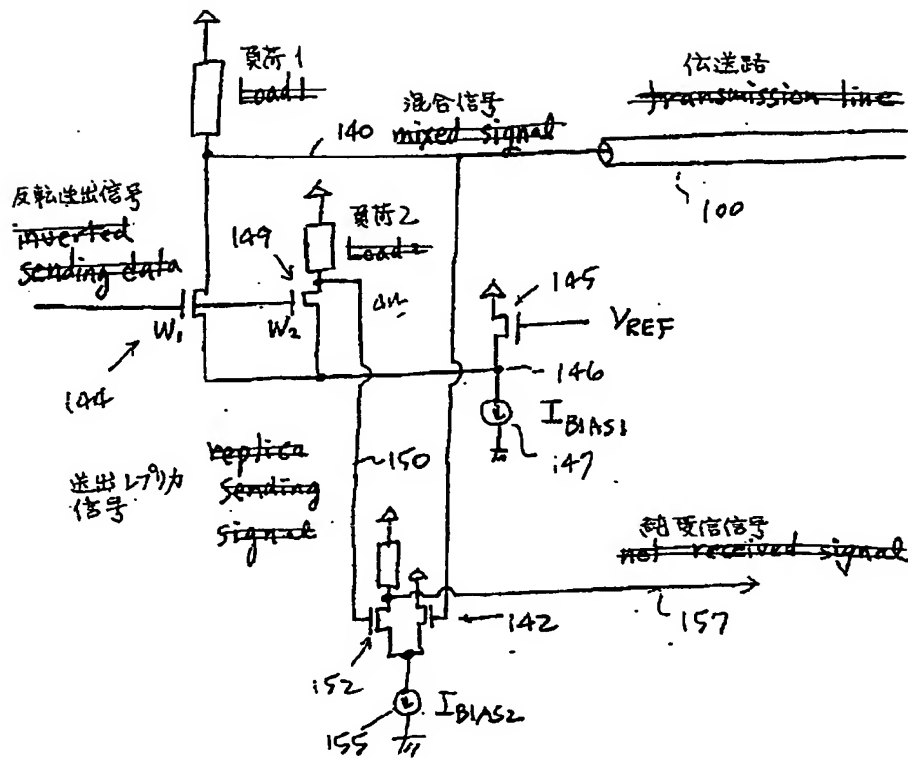 負荷1
Load1
伝送路
transmission line
混合信号
mixed signal
140
100
反転送出信号
inverted
sending data
149
負荷2
Load2
145
VREF
W1
W2
146
144
IBIAS1
147
150
送出レプリカ
信号
replica
sending
signal
純受信信号
net received signal
142
157
152
IBIAS2
155